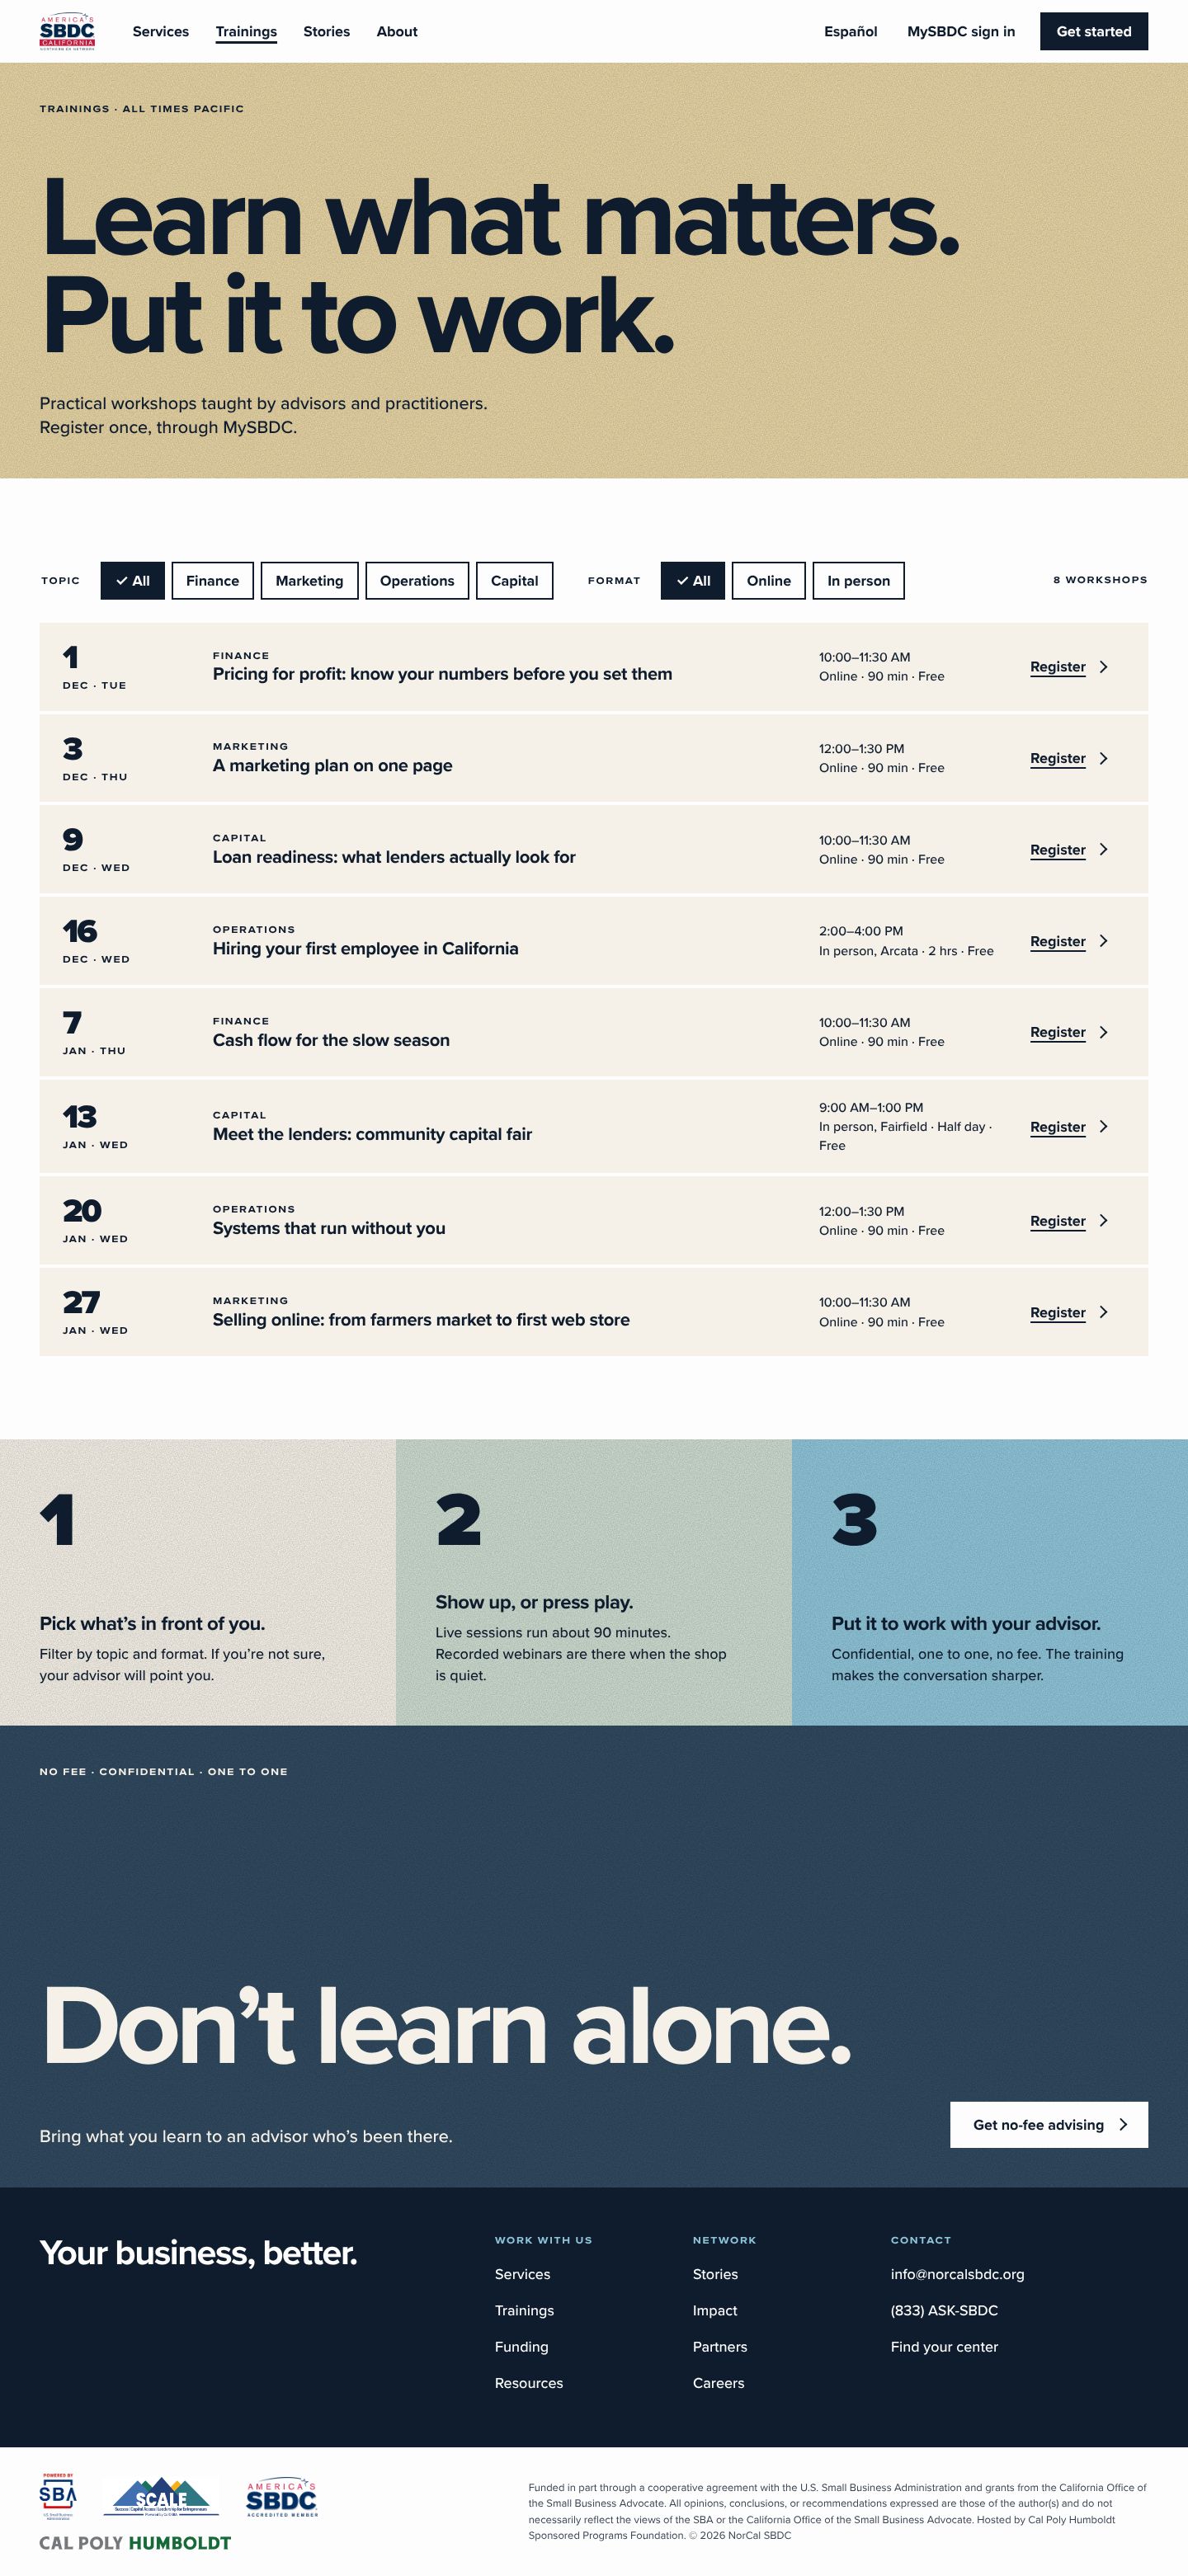 AMERICA'S
SBDC
CALIFORNIA
Services
Trainings
Stories
About
Español
MySBDC sign in
Get started
TRAININGS · ALL TIMES PACIFIC
Learn what matters.
Put it to work.
Practical workshops taught by advisors and practitioners.
Register once, through MySBDC.
TOPIC
All
Finance
Marketing
Operations
Capital
FORMAT
All
Online
In person
8 WORKSHOPS
1
DEC · TUE
FINANCE
Pricing for profit: know your numbers before you set them
10:00–11:30 AM
Online · 90 min · Free
Register
3
DEC · THU
MARKETING
A marketing plan on one page
12:00–1:30 PM
Online · 90 min · Free
Register
9
DEC · WED
CAPITAL
Loan readiness: what lenders actually look for
10:00–11:30 AM
Online · 90 min · Free
Register
16
DEC · WED
OPERATIONS
Hiring your first employee in California
2:00–4:00 PM
In person, Arcata · 2 hrs · Free
Register
7
JAN · THU
FINANCE
Cash flow for the slow season
10:00–11:30 AM
Online · 90 min · Free
Register
13
JAN · WED
CAPITAL
Meet the lenders: community capital fair
9:00 AM–1:00 PM
In person, Fairfield · Half day ·
Free
Register
20
JAN · WED
OPERATIONS
Systems that run without you
12:00–1:30 PM
Online · 90 min · Free
Register
27
JAN · WED
MARKETING
Selling online: from farmers market to first web store
10:00–11:30 AM
Online · 90 min · Free
Register
1
Pick what’s in front of you.
Filter by topic and format. If you’re not sure,
your advisor will point you.
2
Show up, or press play.
Live sessions run about 90 minutes.
Recorded webinars are there when the shop
is quiet.
3
Put it to work with your advisor.
Confidential, one to one, no fee. The training
makes the conversation sharper.
NO FEE · CONFIDENTIAL · ONE TO ONE
Don’t learn alone.
Bring what you learn to an advisor who’s been there.
Get no-fee advising
Your business, better.
WORK WITH US
Services
Trainings
Funding
Resources
NETWORK
Stories
Impact
Partners
Careers
CONTACT
info@norcalsbdc.org
(833) ASK-SBDC
Find your center
POWERED BY
SBA
SCALE
AMERICA'S
SBDC
ACCREDITED MEMBER
CAL POLY HUMBOLDT
Funded in part through a cooperative agreement with the U.S. Small Business Administration and grants from the California Office of
the Small Business Advocate. All opinions, conclusions, or recommendations expressed are those of the author(s) and do not
necessarily reflect the views of the SBA or the California Office of the Small Business Advocate. Hosted by Cal Poly Humboldt
Sponsored Programs Foundation. © 2026 NorCal SBDC